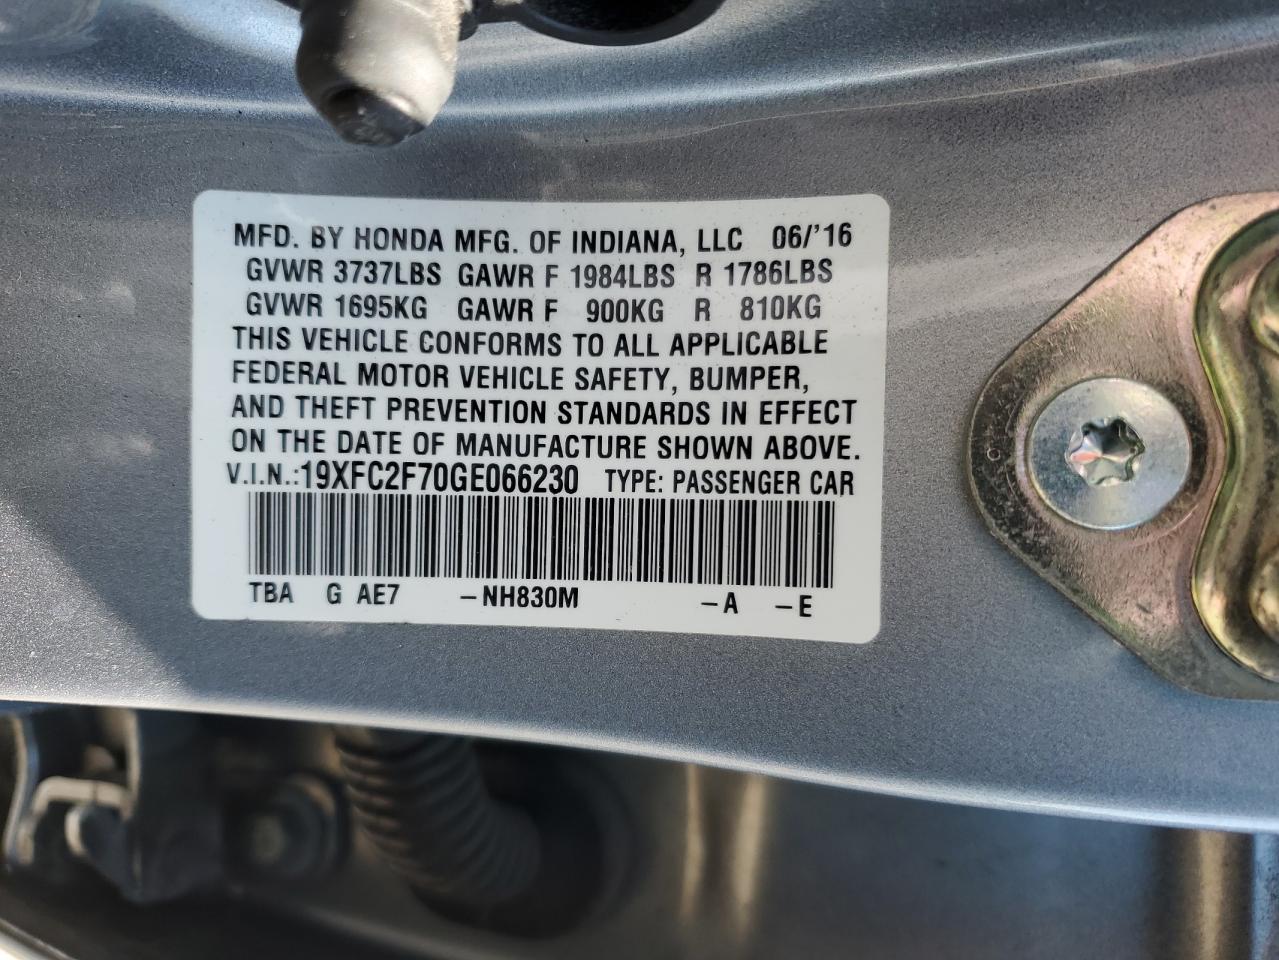 MFD. BY HONDA MFG. OF INDIANA, LLC 06/'16
GVWR 3737LBS GAWR F 1984LBS R 1786LBS
GVWR 1695KG GAWR F 900KG R 810KG
THIS VEHICLE CONFORMS TO ALL APPLICABLE
FEDERAL MOTOR VEHICLE SAFETY, BUMPER,
AND THEFT PREVENTION STANDARDS IN EFFECT
ON THE DATE OF MANUFACTURE SHOWN ABOVE.
V.I.N.:19XFC2F70GE066230 TYPE: PASSENGER CAR
TBA G AE7 -NH830M -A -E